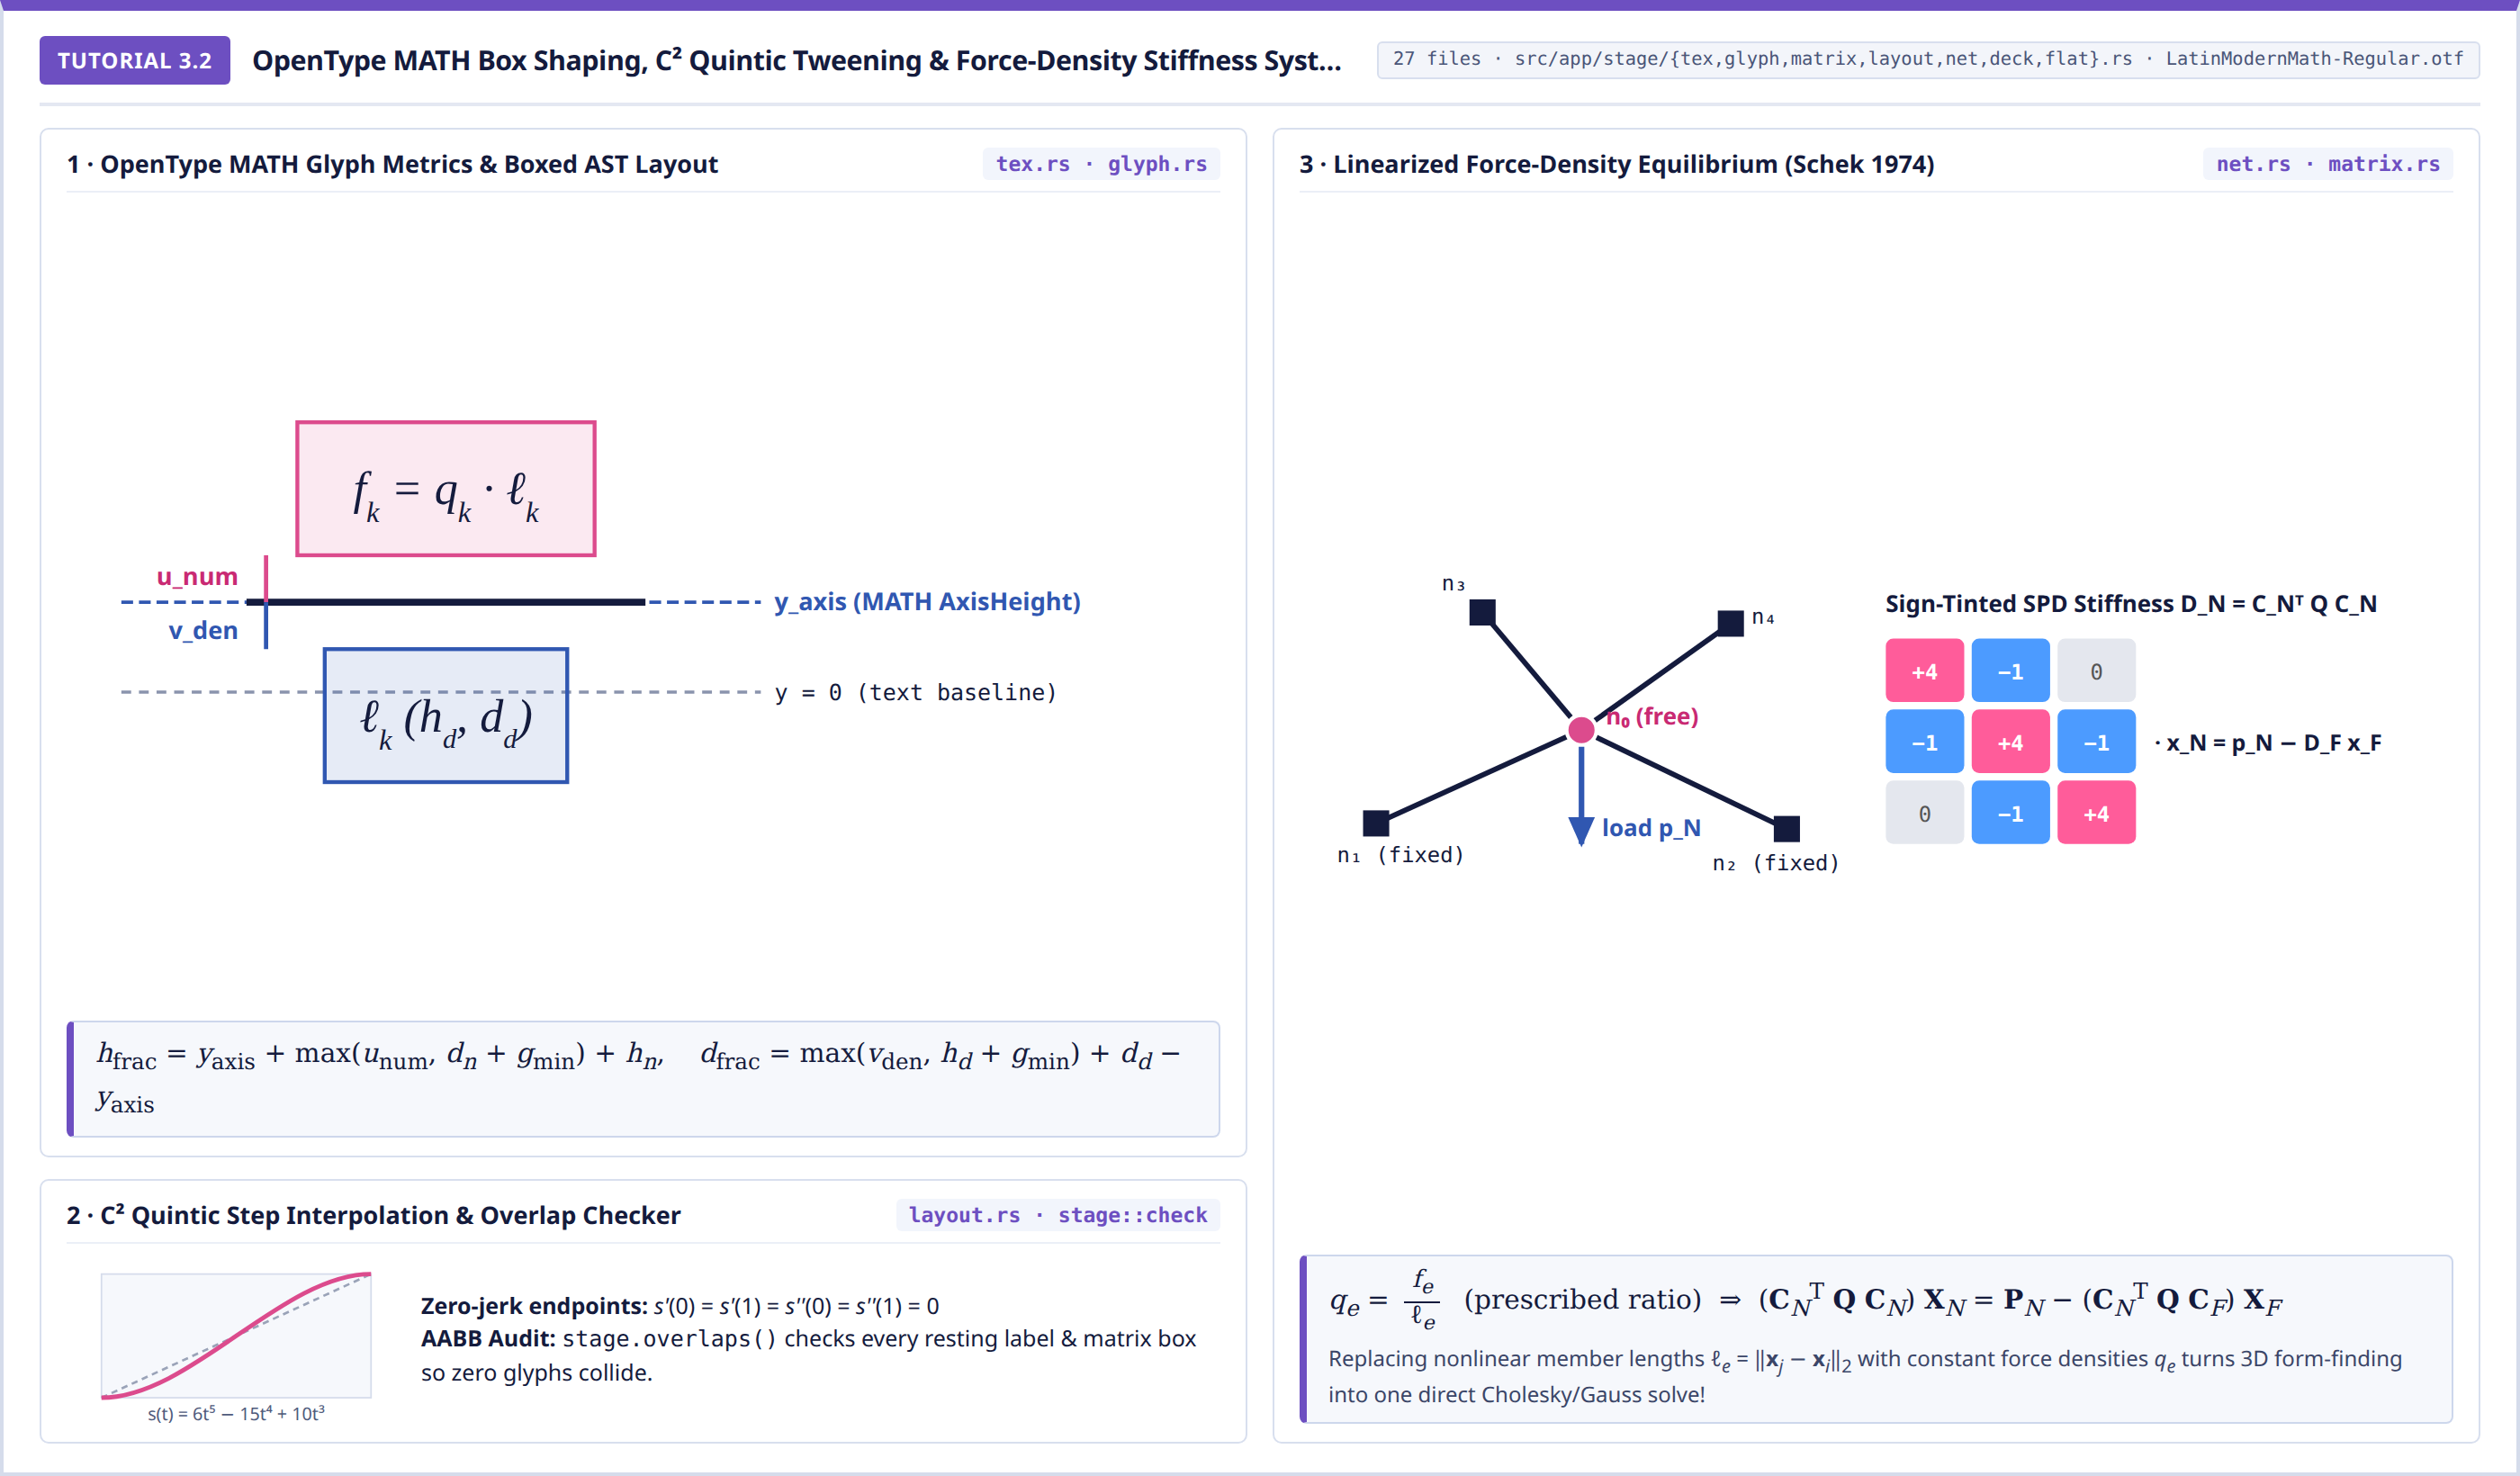 TUTORIAL 3.2
OpenType MATH Box Shaping, C² Quintic Tweening & Force-Density Stiffness Syst…
27 files · src/app/stage/{tex,glyph,matrix,layout,net,deck,flat}.rs · LatinModernMath-Regular.otf
1 · OpenType MATH Glyph Metrics & Boxed AST Layout
tex.rs · glyph.rs
f_k = q_k · ℓ_k
u_num
y_axis (MATH AxisHeight)
v_den
y = 0 (text baseline)
ℓ_k (h_d, d_d)
h_frac = y_axis + max(u_num, d_n + g_min) + h_n, d_frac = max(v_den, h_d + g_min) + d_d −
y_axis
2 · C² Quintic Step Interpolation & Overlap Checker
layout.rs · stage::check
s(t) = 6t⁵ − 15t⁴ + 10t³
Zero-jerk endpoints: s′(0) = s′(1) = s′′(0) = s′′(1) = 0
AABB Audit: stage.overlaps() checks every resting label & matrix box
so zero glyphs collide.
3 · Linearized Force-Density Equilibrium (Schek 1974)
net.rs · matrix.rs
n₃
n₄
n₀ (free)
load p_N
n₁ (fixed)
n₂ (fixed)
Sign-Tinted SPD Stiffness D_N = C_Nᵀ Q C_N
+4 −1 0
−1 +4 −1
· x_N = p_N − D_F x_F
0 −1 +4
q_e = f_e / ℓ_e (prescribed ratio) ⇒ (C_N^T Q C_N) X_N = P_N − (C_N^T Q C_F) X_F
Replacing nonlinear member lengths ℓ_e = ‖x_j − x_i‖₂ with constant force densities q_e turns 3D form-finding
into one direct Cholesky/Gauss solve!